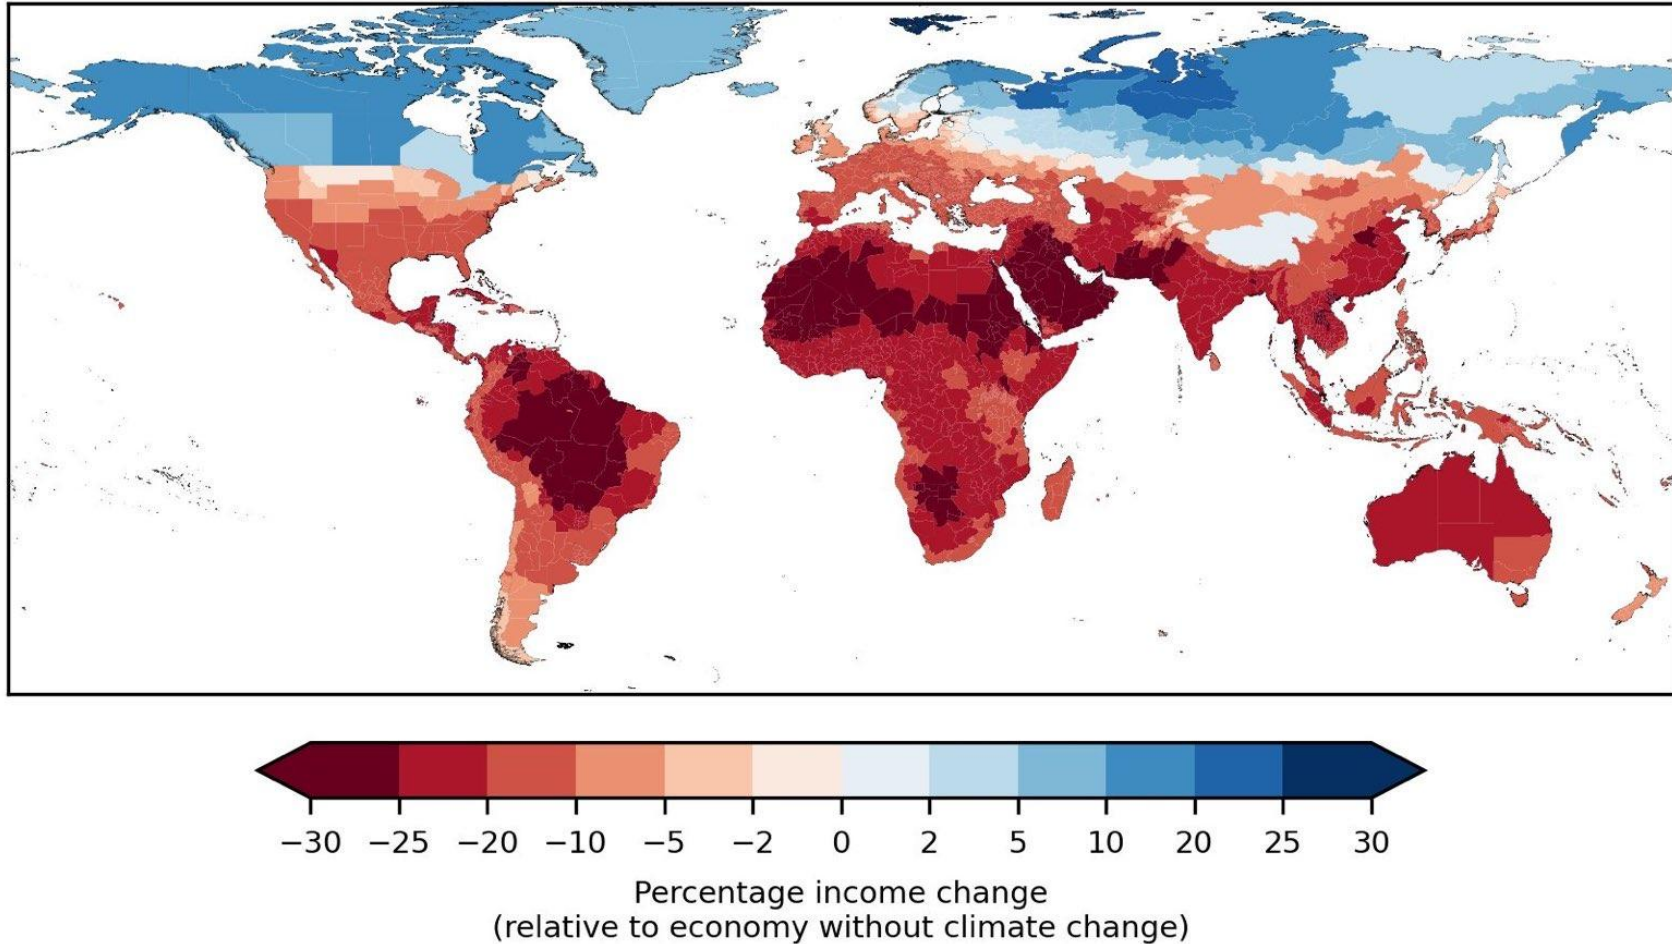 −30 −25 −20 −10 −5 −2 0 2 5 10 20 25 30
Percentage income change
(relative to economy without climate change)